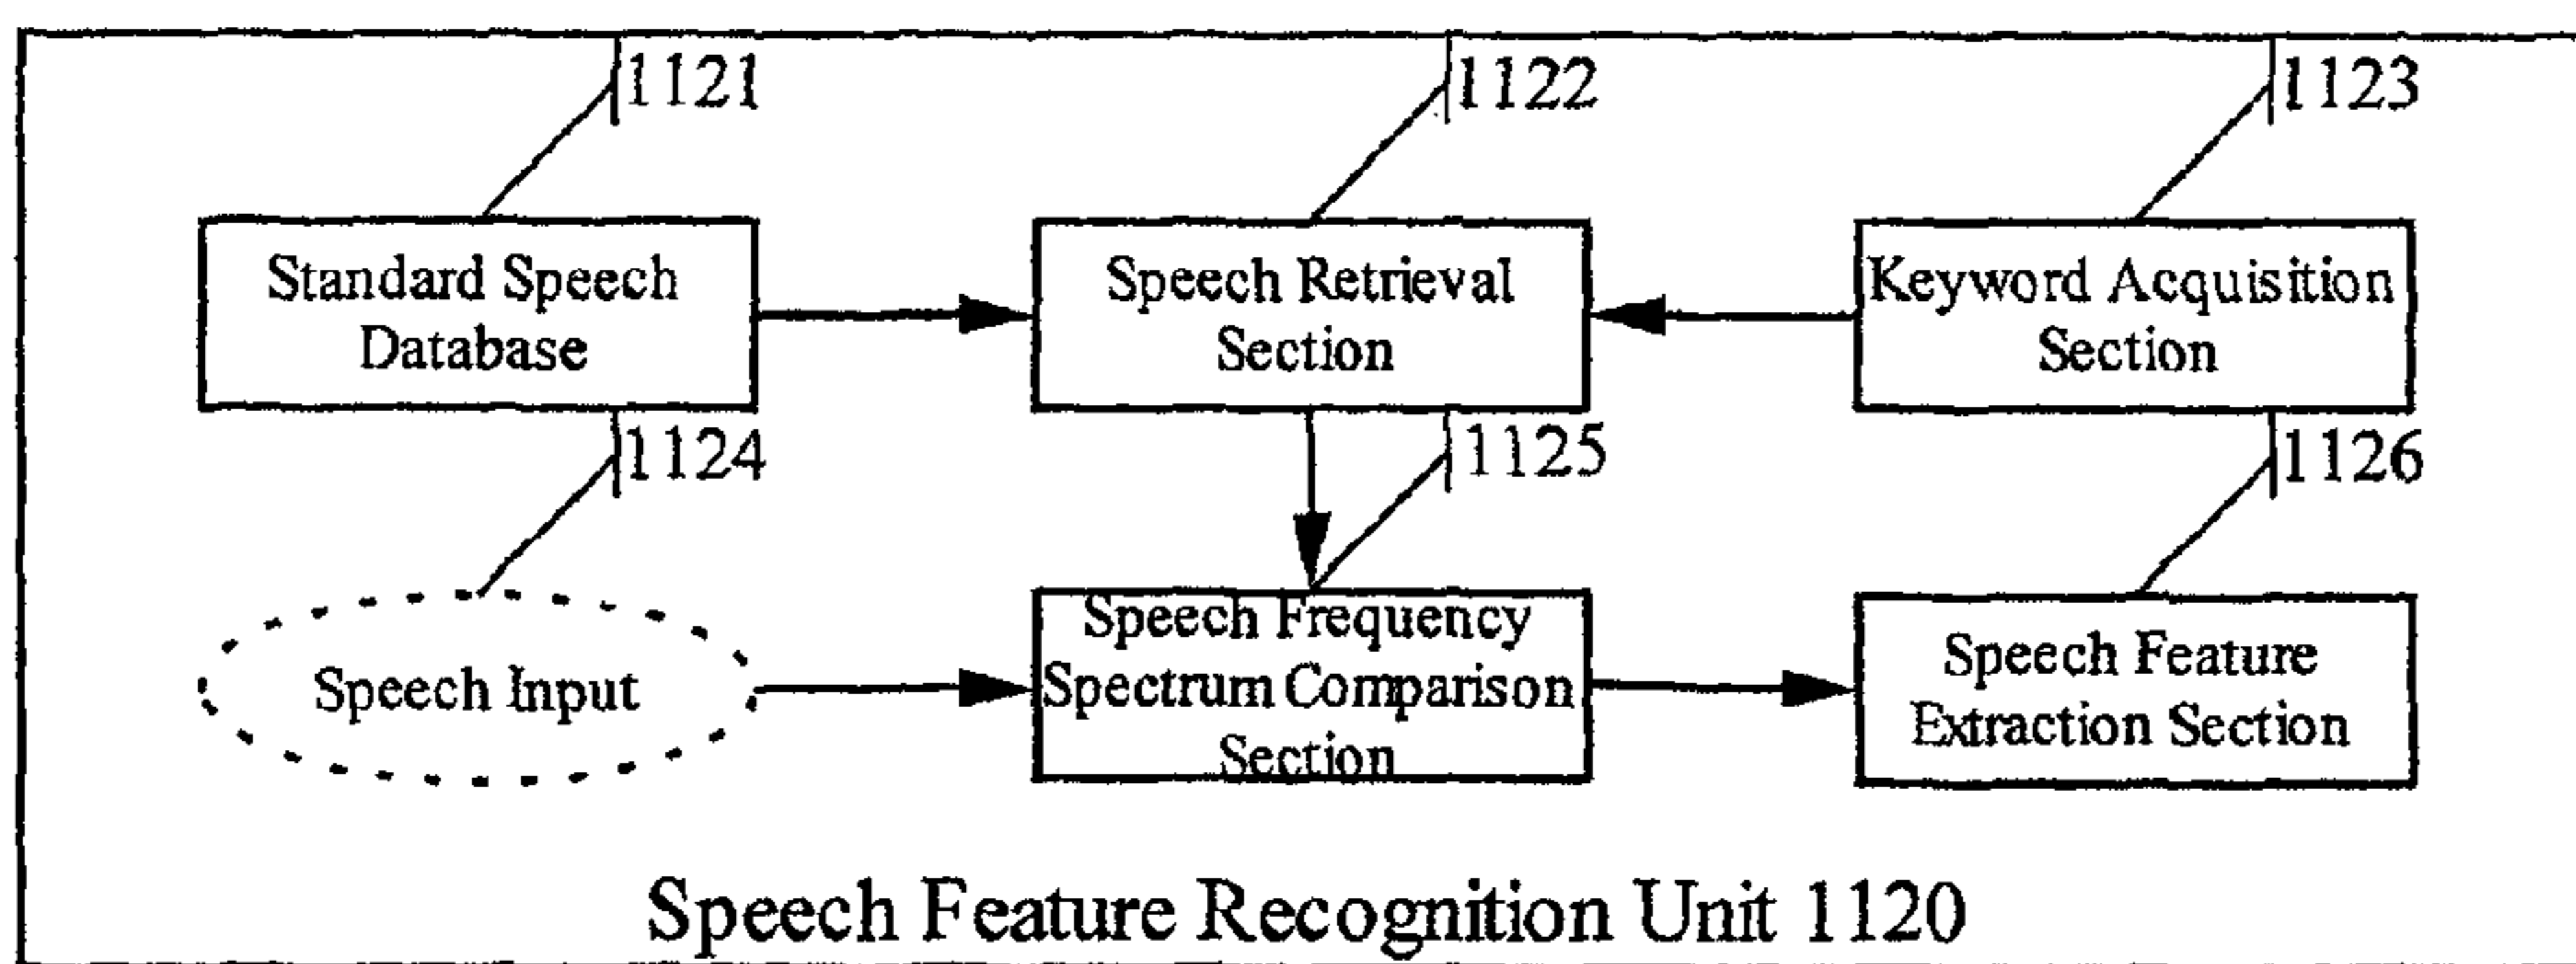 1121
1122
1123
Standard Speech
Database
Speech Retrieval
Section
Keyword Acquisition
Section
1124
1125
1126
Speech Input
Speech Frequency
Spectrum Comparison
Section
Speech Feature
Extraction Section
Speech Feature Recognition Unit 1120